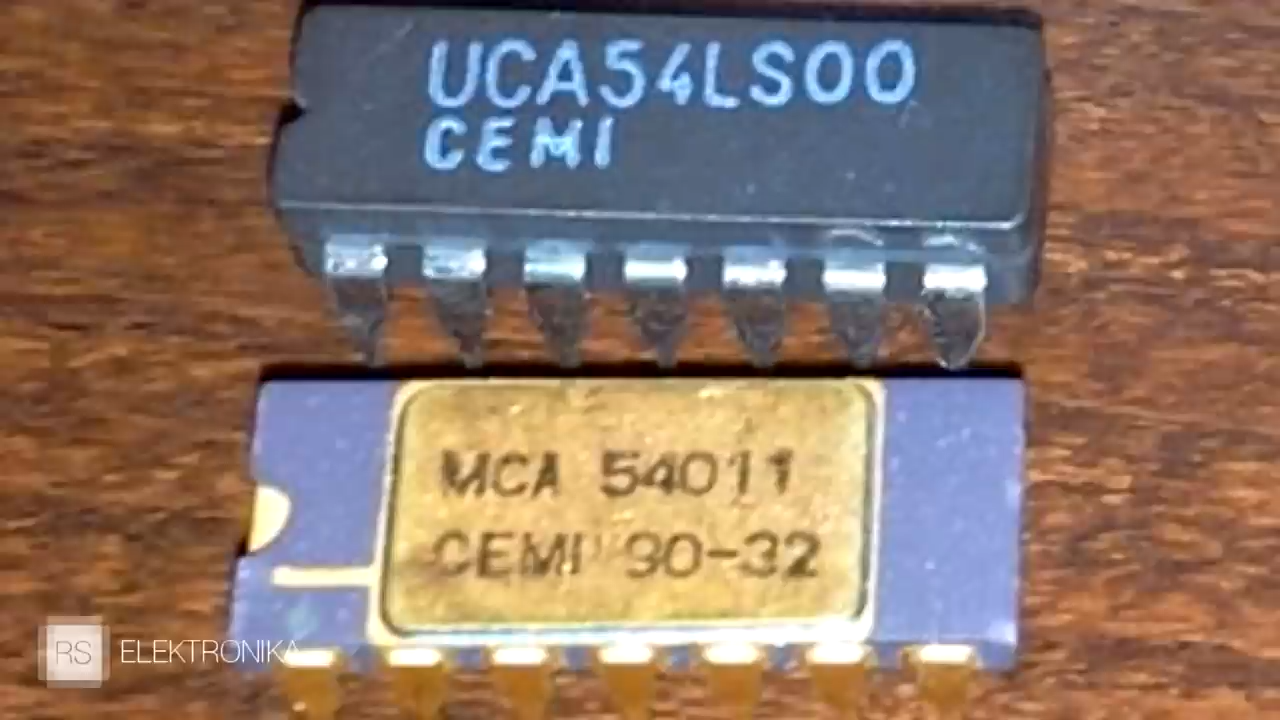 UCA54LS00
CEMI
MCA 54011
CEMI 90-32
RS ELEKTRONIKA